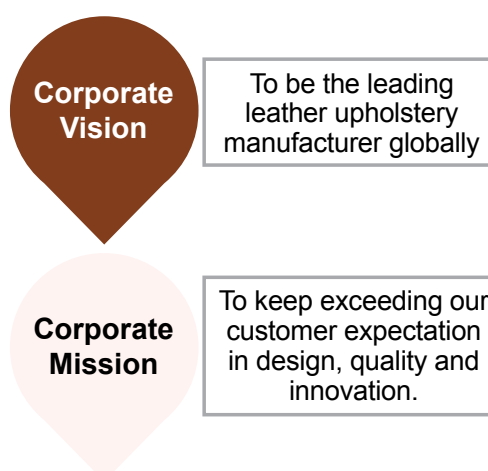 Corporate
Vision
To be the leading
leather upholstery
manufacturer globally
Corporate
Mission
To keep exceeding our
customer expectation
in design, quality and
innovation.